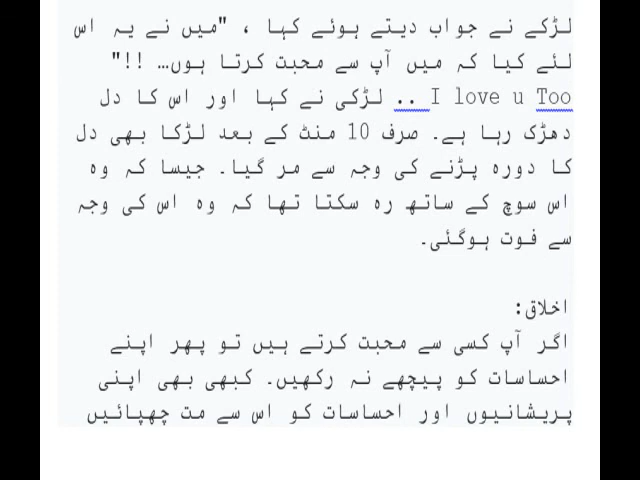 لڑکے نے جواب دیتے ہوئے کہا ، "میں نے یہ اس
لئے کیا کہ میں آپ سے محبت کرتا ہوں… !!"
I love u Too .. لڑکی نے کہا اور اس کا دل
دھڑک رہا ہے۔ صرف 10 منٹ کے بعد لڑکا بھی دل
کا دورہ پڑنے کی وجہ سے مر گیا۔ جیسا کہ وہ
اس سوچ کے ساتھ رہ سکتا تھا کہ وہ اس کی وجہ
سے فوت ہوگئی۔
اخلاق:
اگر آپ کسی سے محبت کرتے ہیں تو پھر اپنے
احساسات کو پیچھے نہ رکھیں۔ کبھی بھی اپنی
پریشانیوں اور احساسات کو اس سے مت چھپائیں